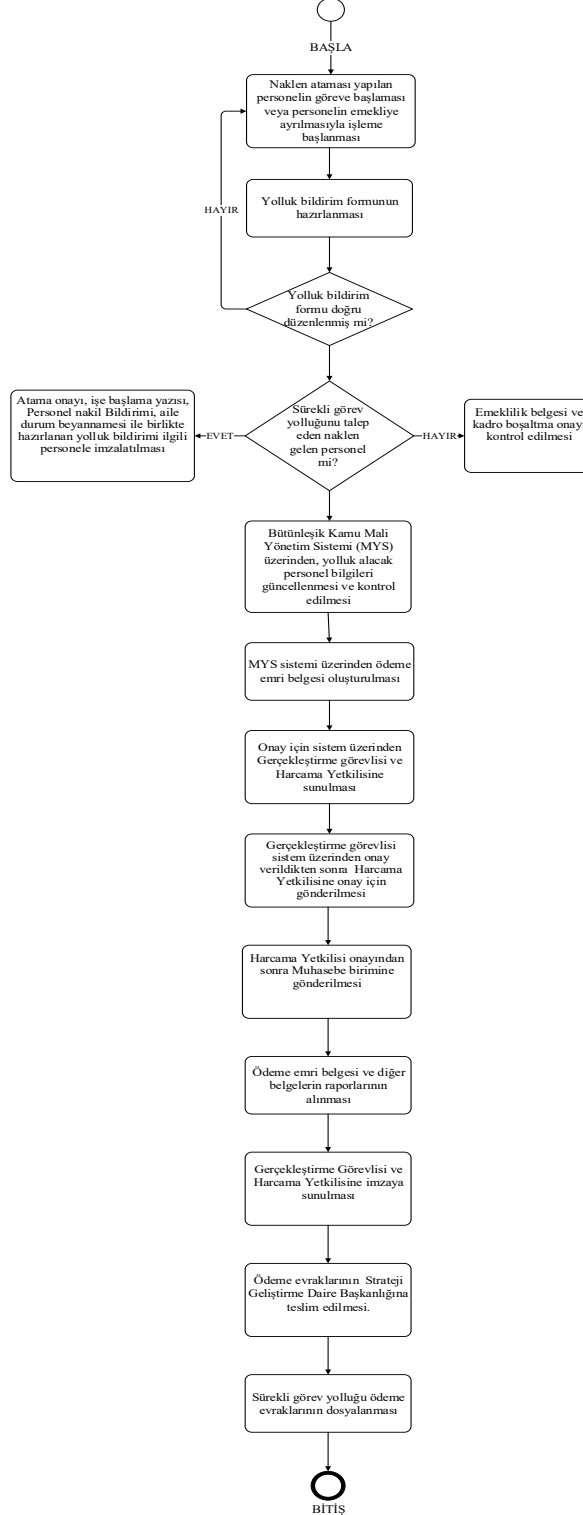 BAŞLA
Naklen ataması yapılan
personelin göreve başlaması
veya personelin emekliye
ayrılmasıyla işleme
başlanması
HAYIR
Yolluk bildirim formunun
hazırlanması
Yolluk bildirim
formu doğru
düzenlenmiş mi?
Atama onayı, işe başlama yazısı,
Personel nakil Bildirimi, aile
durum beyannamesi ile birlikte
hazırlanan yolluk bildirimi ilgili
personele imzalatılması
EVET
Sürekli görev
yolluğunu talep
eden naklen
gelen personel
mi?
HAYIR
Emeklilik belgesi ve
kadro boşaltma onayı
kontrol edilmesi
Bütünleşik Kamu Mali
Yönetim Sistemi (MYS)
üzerinden, yolluk alacak
personel bilgileri
güncellenmesi ve kontrol
edilmesi
MYS sistemi üzerinden ödeme
emri belgesi oluşturulması
Onay için sistem üzerinden
Gerçekleştirme görevlisi ve
Harcama Yetkilisine
sunulması
Gerçekleştirme görevlisi
sistem üzerinden onay
verildikten sonra Harcama
Yetkilisine onay için
gönderilmesi
Harcama Yetkilisi onayından
sonra Muhasebe birimine
gönderilmesi
Ödeme emri belgesi ve diğer
belgelerin raporlarının
alınması
Gerçekleştirme Görevlisi ve
Harcama Yetkilisine imzaya
sunulması
Ödeme evraklarının Strateji
Geliştirme Daire Başkanlığına
teslim edilmesi.
Sürekli görev yolluğu ödeme
evraklarının dosyalanması
BİTİŞ